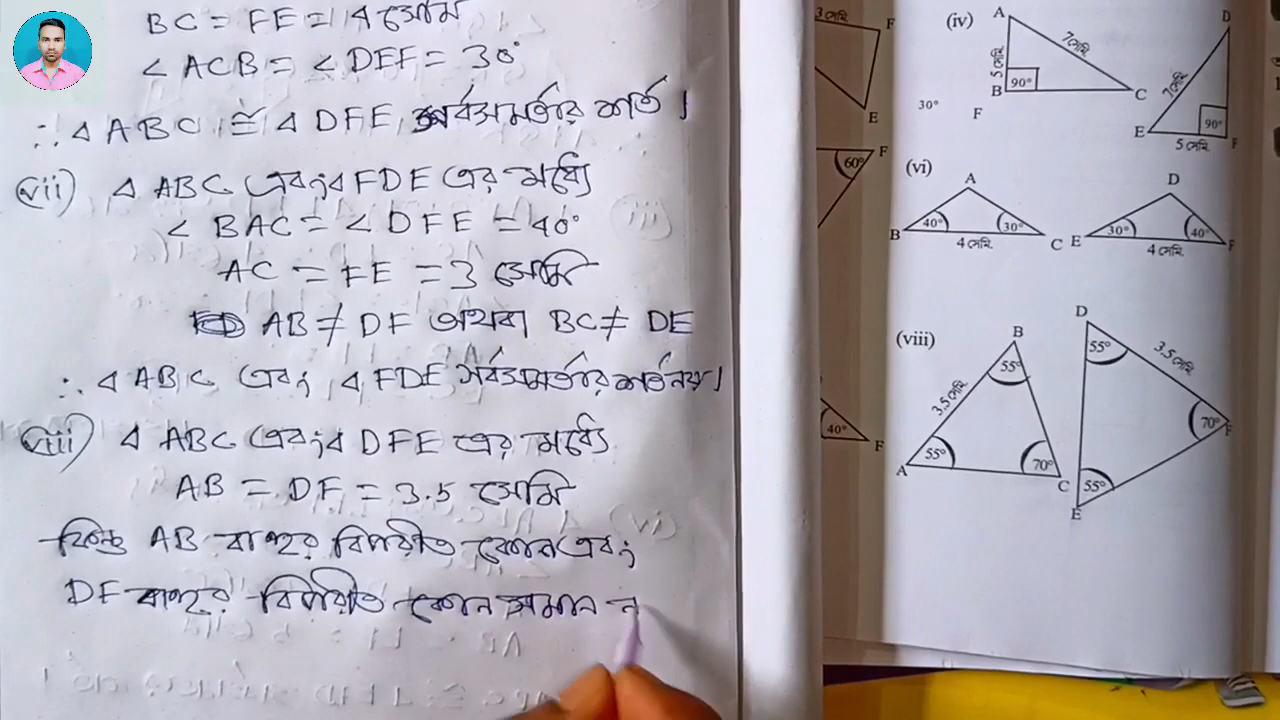 BC = FE = 4 সেমি
∠ ACB = ∠ DEF = 30°
∴ Δ ABC ≅ Δ DFE সর্বসমতার শর্ত।
(vii) Δ ABC এবং Δ FDE এর মধ্যে
∠ BAC = ∠ DFE = 40°
AC = FE = 3 সেমি
AB ≠ DF অথবা BC ≠ DE
∴ Δ ABC এবং Δ FDE সর্বসমতার শর্ত নয়।
(viii) Δ ABC এবং Δ DFE এর মধ্যে
AB = DF = 3.5 সেমি
কিন্তু AB বাহুর বিপরীত কোন এবং
DF বাহুর বিপরীত কোন সমান ন
3 সেমি.
F
E
60°
F
40°
F
(iv)
A
7 সেমি.
5 সেমি.
90°
B
C
D
7 সেমি.
90°
E
5 সেমি.
F
30°
F
(vi)
A
40°
30°
B
4 সেমি.
C
D
30°
40°
E
4 সেমি.
F
(viii)
B
55°
3.5 সেমি.
55°
70°
A
C
D
55°
3.5 সেমি.
70°
F
55°
E